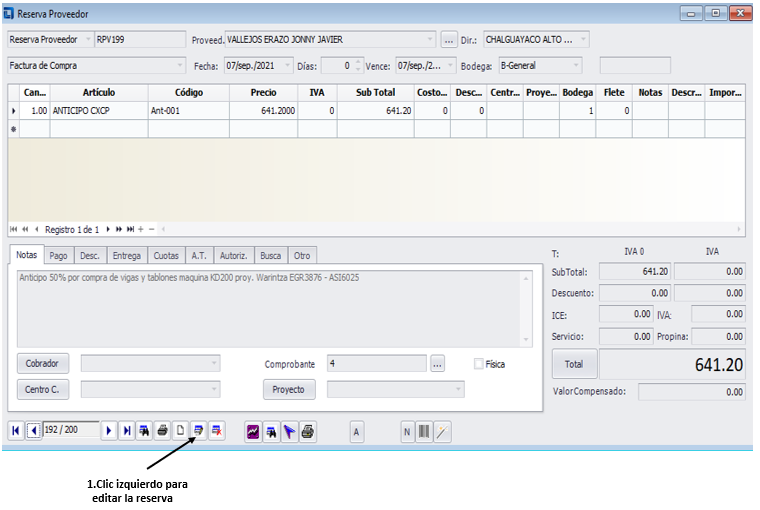 Reserva Proveedor
Reserva Proveedor RPV199 Proveed. VALLEJOS ERAZO JONNY JAVIER ... Dir.: CHALGUAYACO ALTO ...
Factura de Compra Fecha: 07/sep./2021 Días: 0 Vence: 07/sep./2... Bodega: B-General
Can... Artículo Código Precio IVA Sub Total Costo... Desc... Centr... Proye... Bodega Flete Notas Descr... Impor...
1.00 ANTICIPO CXCP Ant-001 641.2000 0 641.20 0 0 1 0
Registro 1 de 1
Notas Pago Desc. Entrega Cuotas A.T. Autoriz. Busca Otro
Anticipo 50% por compra de vigas y tablones maquina KD200 proy. Warintza EGR3876 - ASI6025
T: IVA 0 IVA
SubTotal: 641.20 0.00
Descuento: 0.00 0.00
ICE: 0.00 IVA: 0.00
Servicio: 0.00 Propina: 0.00
Cobrador Comprobante 4 ... Física
Total 641.20
Centro C. Proyecto
ValorCompensado: 0.00
192 / 200 A N
1.Clic izquierdo para
editar la reserva